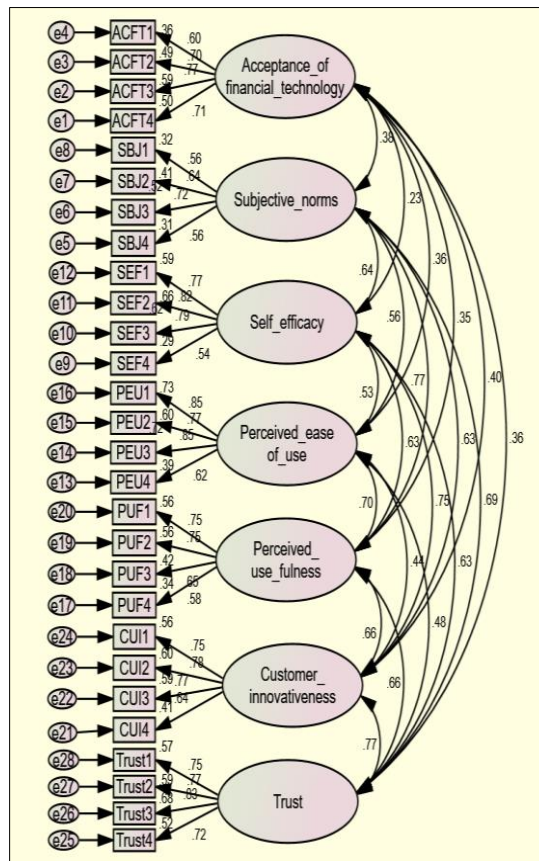 e4 ACFT1 .36 .60
e3 ACFT2 .49 .70
e2 ACFT3 .59 .77
e1 ACFT4 .50 .71
Acceptance_of
financial_technology
e8 SBJ1 .32 .56
e7 SBJ2 .41 .64
e6 SBJ3 .52 .72
e5 SBJ4 .31 .56
Subjective_norms
e12 SEF1 .59 .77
e11 SEF2 .66 .82
e10 SEF3 .62 .79
e9 SEF4 .29 .54
Self_efficacy
e16 PEU1 .73 .85
e15 PEU2 .60 .77
e14 PEU3 .72 .85
e13 PEU4 .39 .62
Perceived_ease
of_use
e20 PUF1 .56 .75
e19 PUF2 .56 .75
e18 PUF3 .42 .65
e17 PUF4 .34 .58
Perceived_
use_fulness
e24 CUI1 .56 .75
e23 CUI2 .60 .78
e22 CUI3 .59 .77
e21 CUI4 .41 .64
Customer_
innovativeness
e28 Trust1 .57 .75
e27 Trust2 .59 .77
e26 Trust3 .68 .83
e25 Trust4 .52 .72
Trust
.38
.23
.36
.64
.35
.56
.40
.77
.53
.63
.63
.36
.75
.69
.70
.44
.63
.48
.66
.66
.77